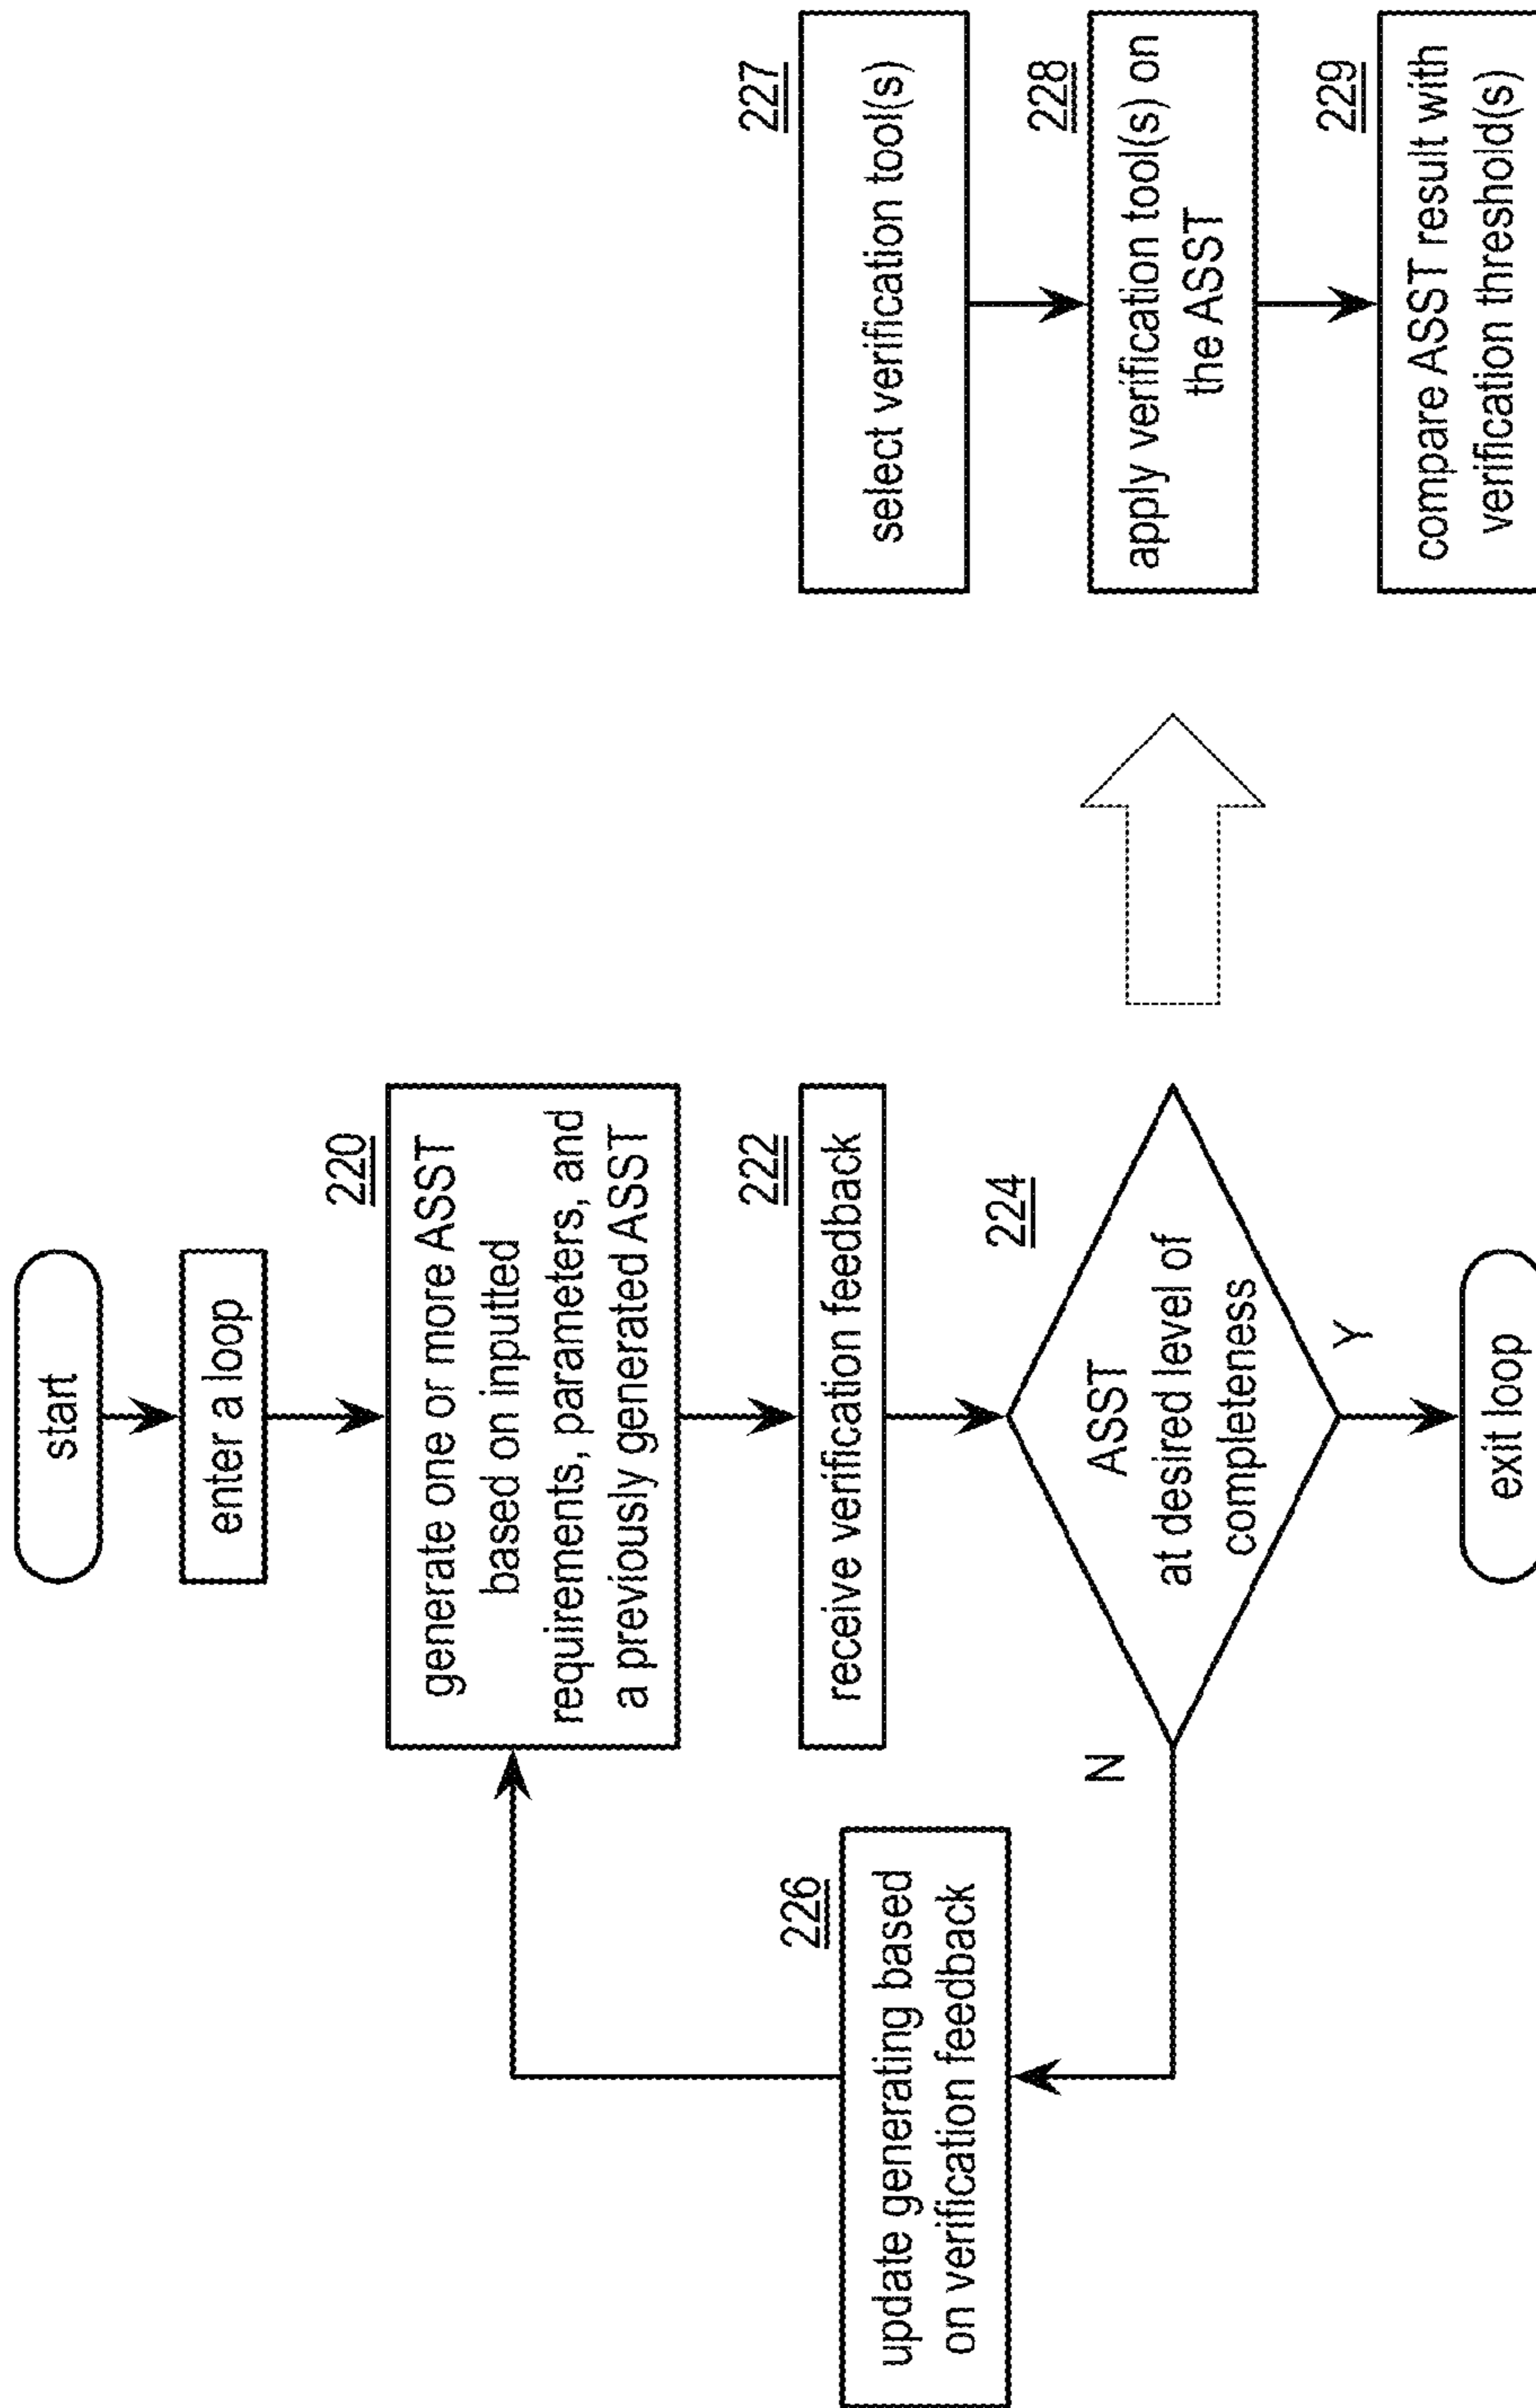 start
enter a loop
220
generate one or more ASST
based on inputted
requirements, parameters, and
a previously generated ASST
222
receive verification feedback
224
ASST
at desired level of
completeness
N
Y
226
update generating based
on verification feedback
exit loop
227
select verification tool(s)
228
apply verification tool(s) on
the ASST
229
compare ASST result with
verification threshold(s)